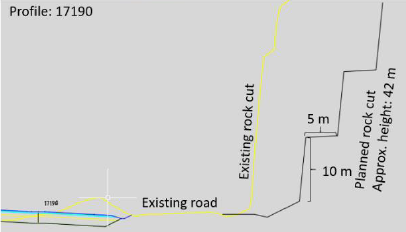 Profile: 17190
5 m
Existing rock cut
10 m
Planned rock cut
Approx. height: 42 m
17190
Existing road